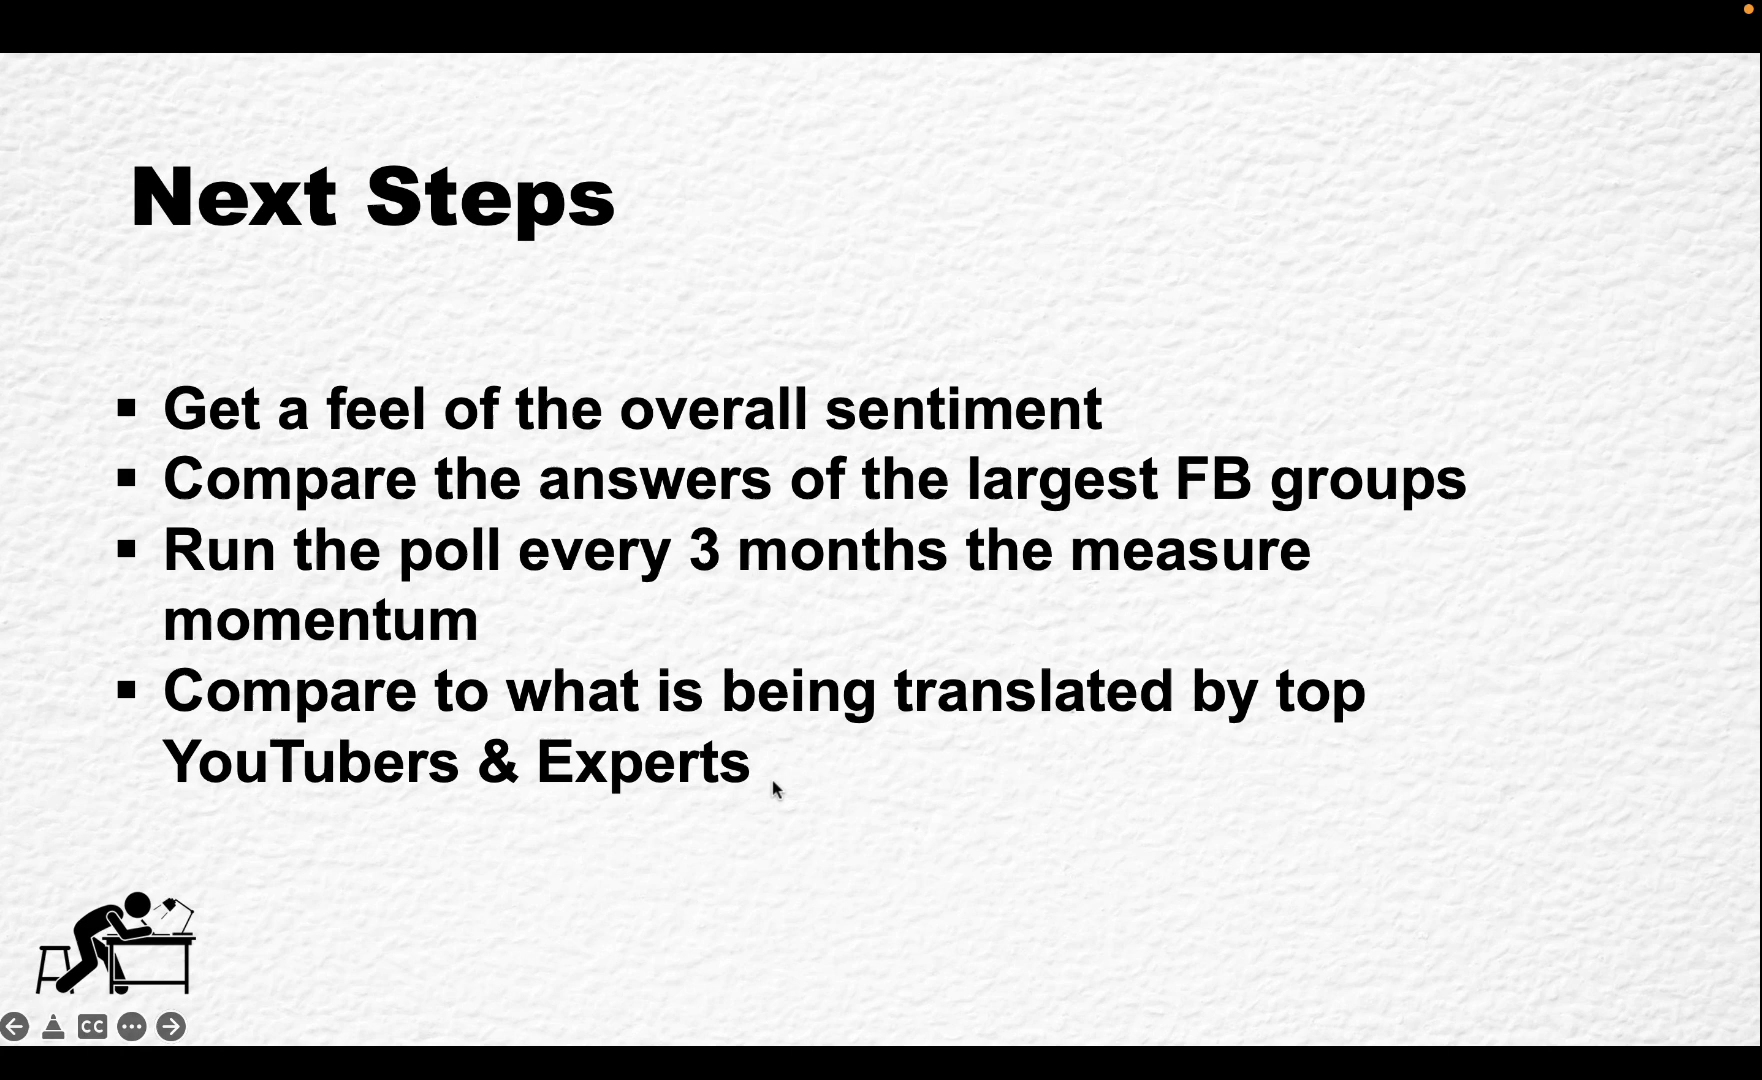 Next Steps
▪ Get a feel of the overall sentiment
▪ Compare the answers of the largest FB groups
▪ Run the poll every 3 months the measure
momentum
▪ Compare to what is being translated by top
YouTubers & Experts
CC